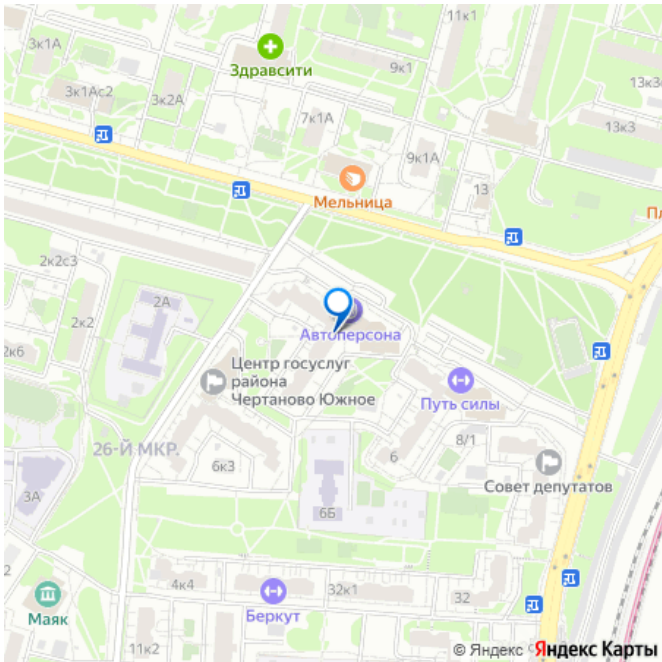 11к1
3к1А
Здравсити
9к1
3к1Ас2
3к2А
7к1А
13к3
9к1А
13
Мельница
2к2с3
2А
2к2
2к6
Автоперсона
Центр госуслуг
района
Чертаново Южное
Путь силы
26-Й МКР.
6к3
6
8/1
Совет депутатов
3А
6Б
4к4
32к1
32
Маяк
Беркут
11к2
© Яндекс Яндекс Карты